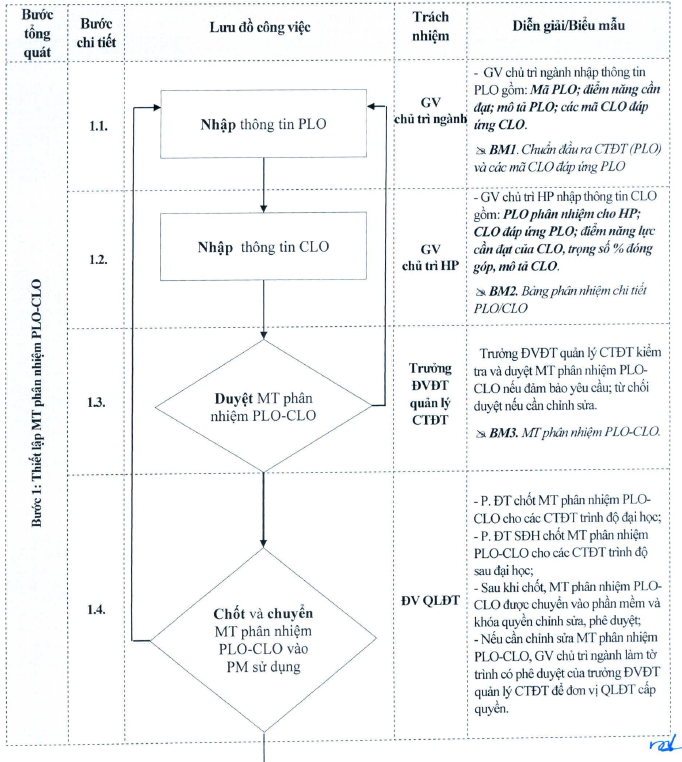 Bước tổng quát
Bước chi tiết
Lưu đồ công việc
Trách nhiệm
Diễn giải/Biểu mẫu
Bước 1: Thiết lập MT phân nhiệm PLO-CLO
1.1.
Nhập thông tin PLO
GV
chủ trì ngành
- GV chủ trì ngành nhập thông tin
PLO gồm: Mã PLO; điểm năng cần
đạt; mô tả PLO; các mã CLO đáp
ứng CLO.
BM1. Chuẩn đầu ra CTĐT (PLO)
và các mã CLO đáp ứng PLO
1.2.
Nhập thông tin CLO
GV
chủ trì HP
- GV chủ trì HP nhập thông tin CLO
gồm: PLO phân nhiệm cho HP;
CLO đáp ứng PLO; điểm năng lực
cần đạt của CLO, trọng số % đóng
góp, mô tả CLO.
BM2. Bảng phân nhiệm chi tiết
PLO/CLO
1.3.
Duyệt MT phân
nhiệm PLO-CLO
Trưởng
ĐVĐT
quản lý
CTĐT
Trưởng ĐVĐT quản lý CTĐT kiểm
tra và duyệt MT phân nhiệm PLO-
CLO nếu đảm bảo yêu cầu; từ chối
duyệt nếu cần chỉnh sửa.
BM3. MT phân nhiệm PLO-CLO.
1.4.
Chốt và chuyển
MT phân nhiệm
PLO-CLO vào
PM sử dụng
ĐV QLĐT
- P. ĐT chốt MT phân nhiệm PLO-
CLO cho các CTĐT trình độ đại học;
- P. ĐT SĐH chốt MT phân nhiệm
PLO-CLO cho các CTĐT trình độ
sau đại học;
- Sau khi chốt, MT phân nhiệm PLO-
CLO được chuyển vào phần mềm và
khóa quyền chỉnh sửa, phê duyệt;
- Nếu cần chỉnh sửa MT phân nhiệm
PLO-CLO, GV chủ trì ngành làm tờ
trình có phê duyệt của trưởng ĐVĐT
quản lý CTĐT để đơn vị QLĐT cấp
quyền.